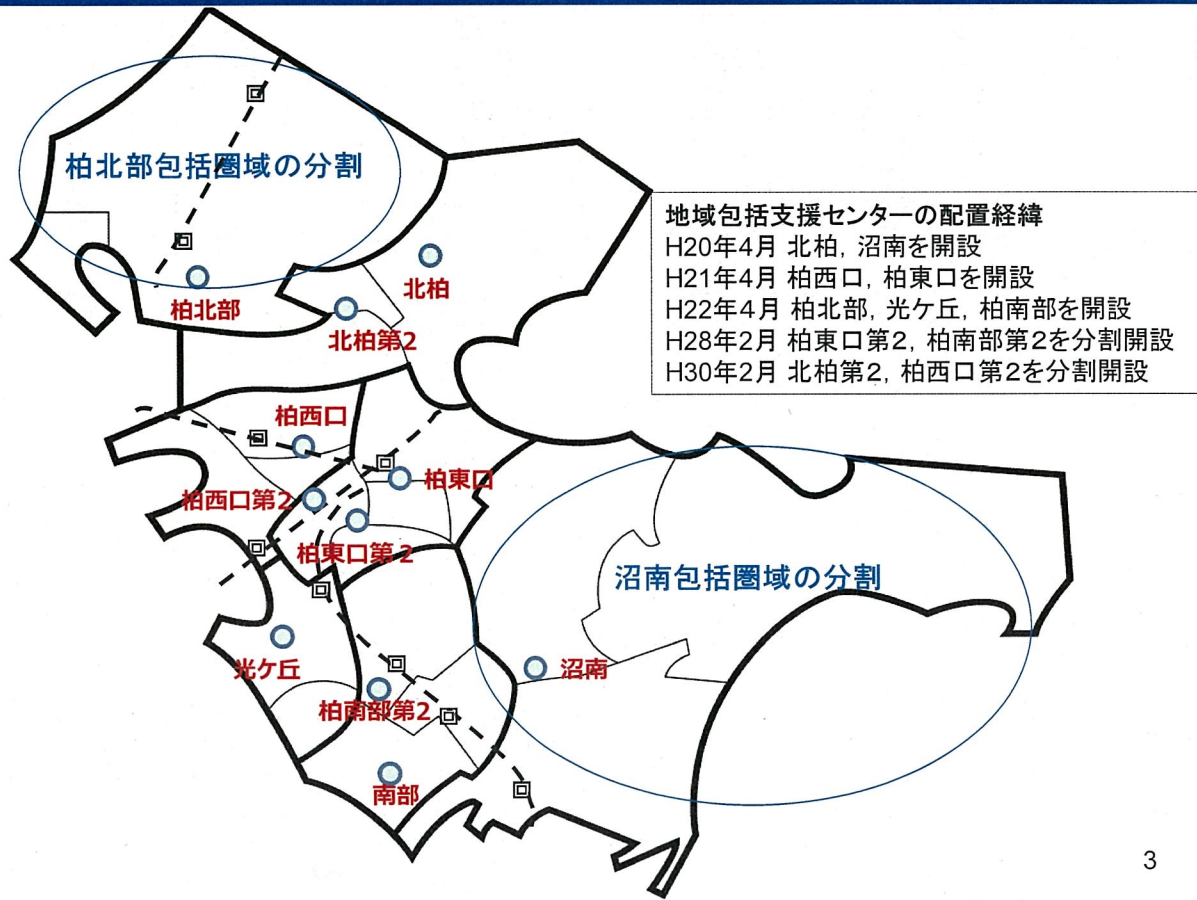 柏北部包括圏域の分割
地域包括支援センターの配置経緯
H20年4月 北柏, 沼南を開設
H21年4月 柏西口, 柏東口を開設
H22年4月 柏北部, 光ケ丘, 柏南部を開設
H28年2月 柏東口第2, 柏南部第2を分割開設
H30年2月 北柏第2, 柏西口第2を分割開設
北柏
柏北部
北柏第2
柏西口
柏東口
柏西口第2
柏東口第2
沼南包括圏域の分割
光ケ丘
沼南
柏南部第2
南部
3